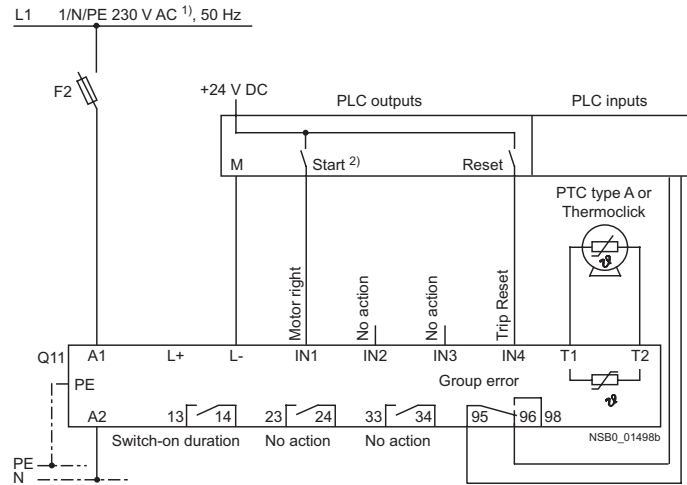 L1 1/N/PE 230 V AC 1), 50 Hz
F2
+24 V DC
PLC outputs
PLC inputs
M
Start 2)
Reset
PTC type A or
Thermoclick
ϑ
Motor right
No action
No action
Trip Reset
Q11
A1 L+ L- IN1 IN2 IN3 IN4 T1 T2
PE
Group error
ϑ
A2 13 14 23 24 33 34 95 96 98
Switch-on duration No action No action
NSB0_01498b
PE
N